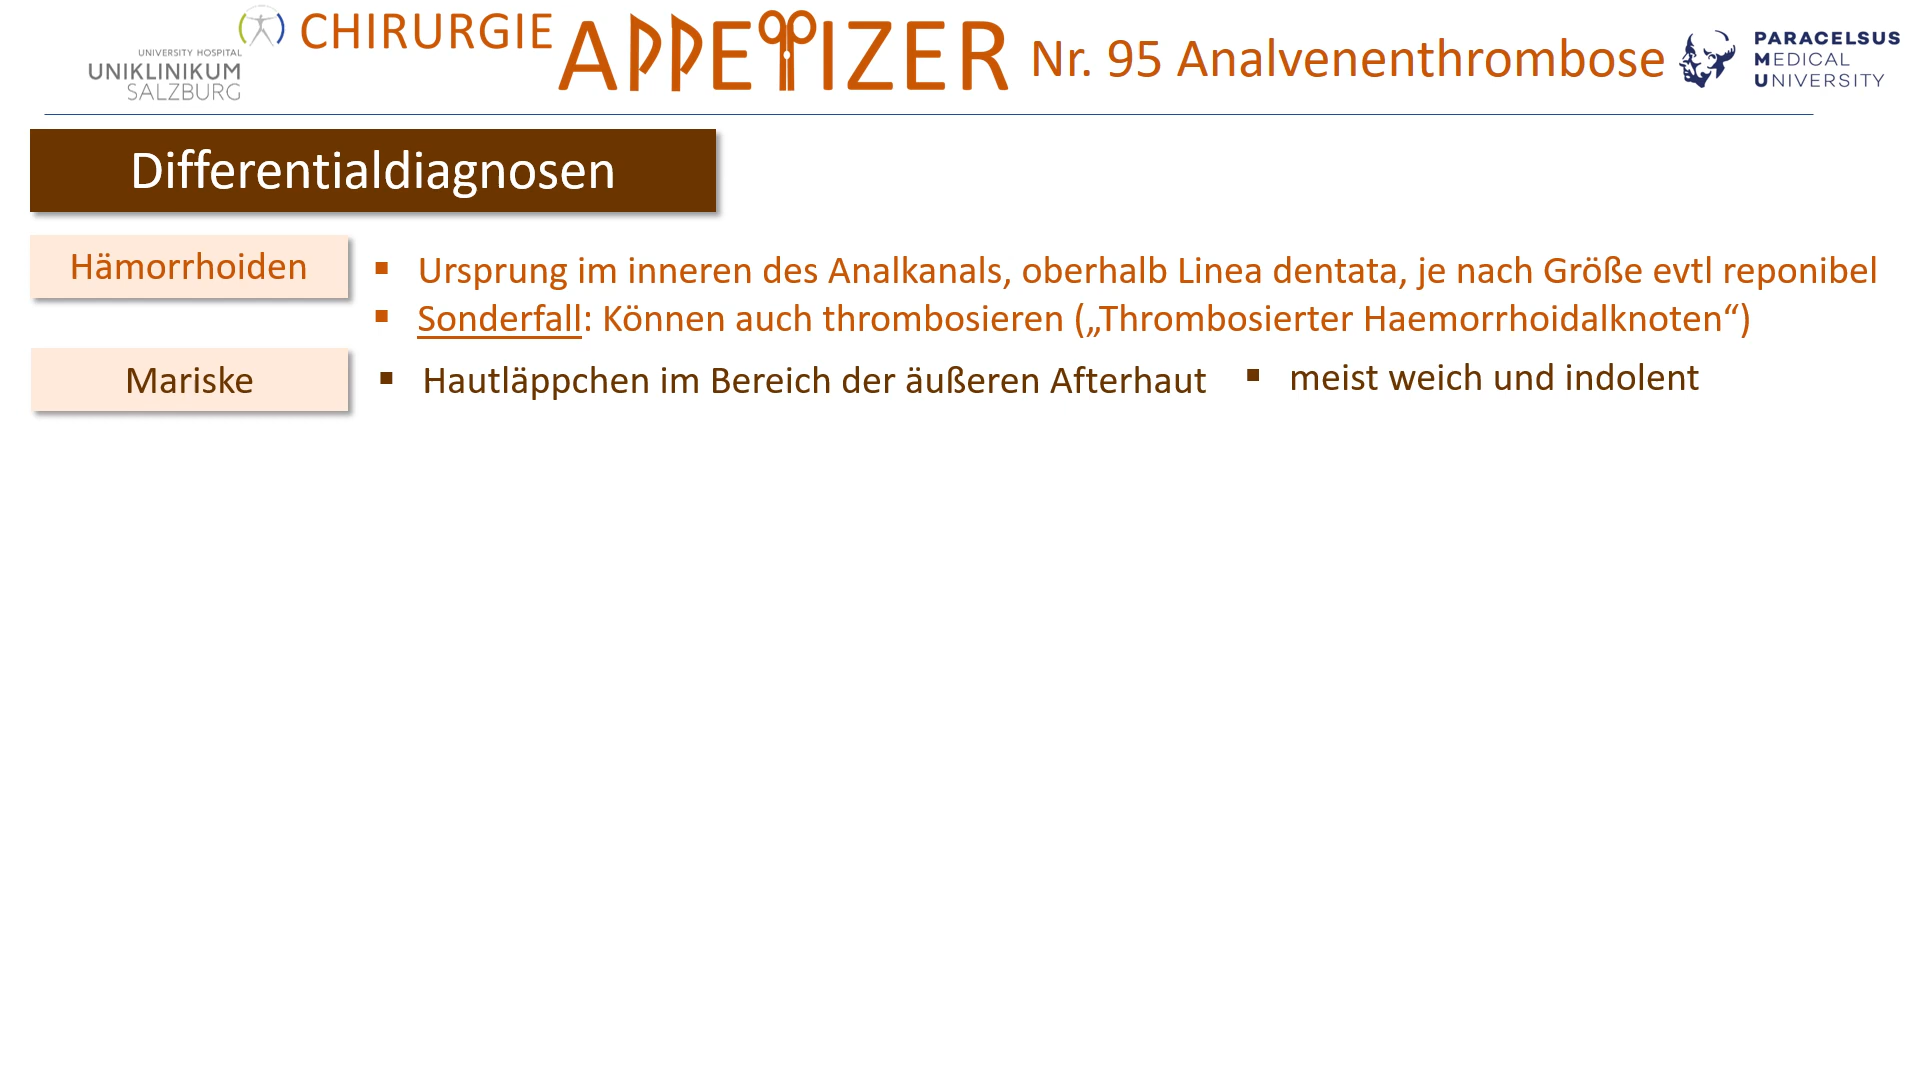 UNIVERSITY HOSPITAL
UNIKLINIKUM
SALZBURG
CHIRURGIE APPETIZER Nr. 95 Analvenenthrombose
PARACELSUS
MEDICAL
UNIVERSITY
Differentialdiagnosen
Hämorrhoiden
▪ Ursprung im inneren des Analkanals, oberhalb Linea dentata, je nach Größe evtl reponibel
▪ Sonderfall: Können auch thrombosieren („Thrombosierter Haemorrhoidalknoten“)
Mariske
▪ Hautläppchen im Bereich der äußeren Afterhaut ▪ meist weich und indolent